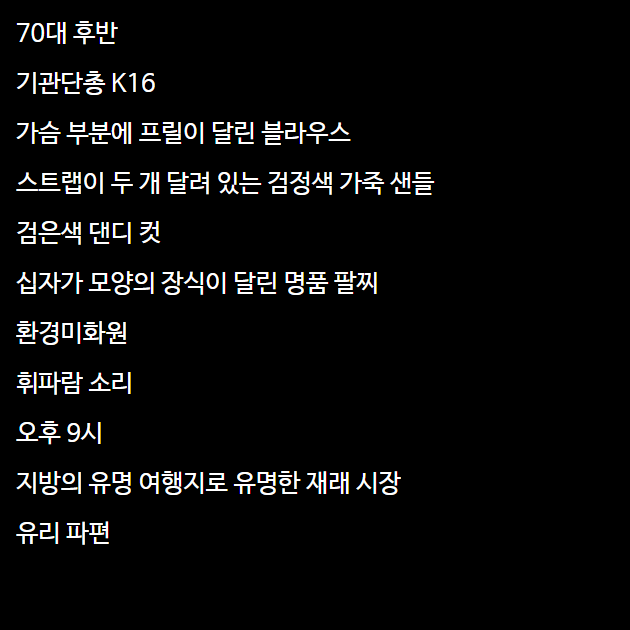 70대 후반
기관단총 K16
가슴 부분에 프릴이 달린 블라우스
스트랩이 두 개 달려 있는 검정색 가죽 샌들
검은색 댄디 컷
십자가 모양의 장식이 달린 명품 팔찌
환경미화원
휘파람 소리
오후 9시
지방의 유명 여행지로 유명한 재래 시장
유리 파편